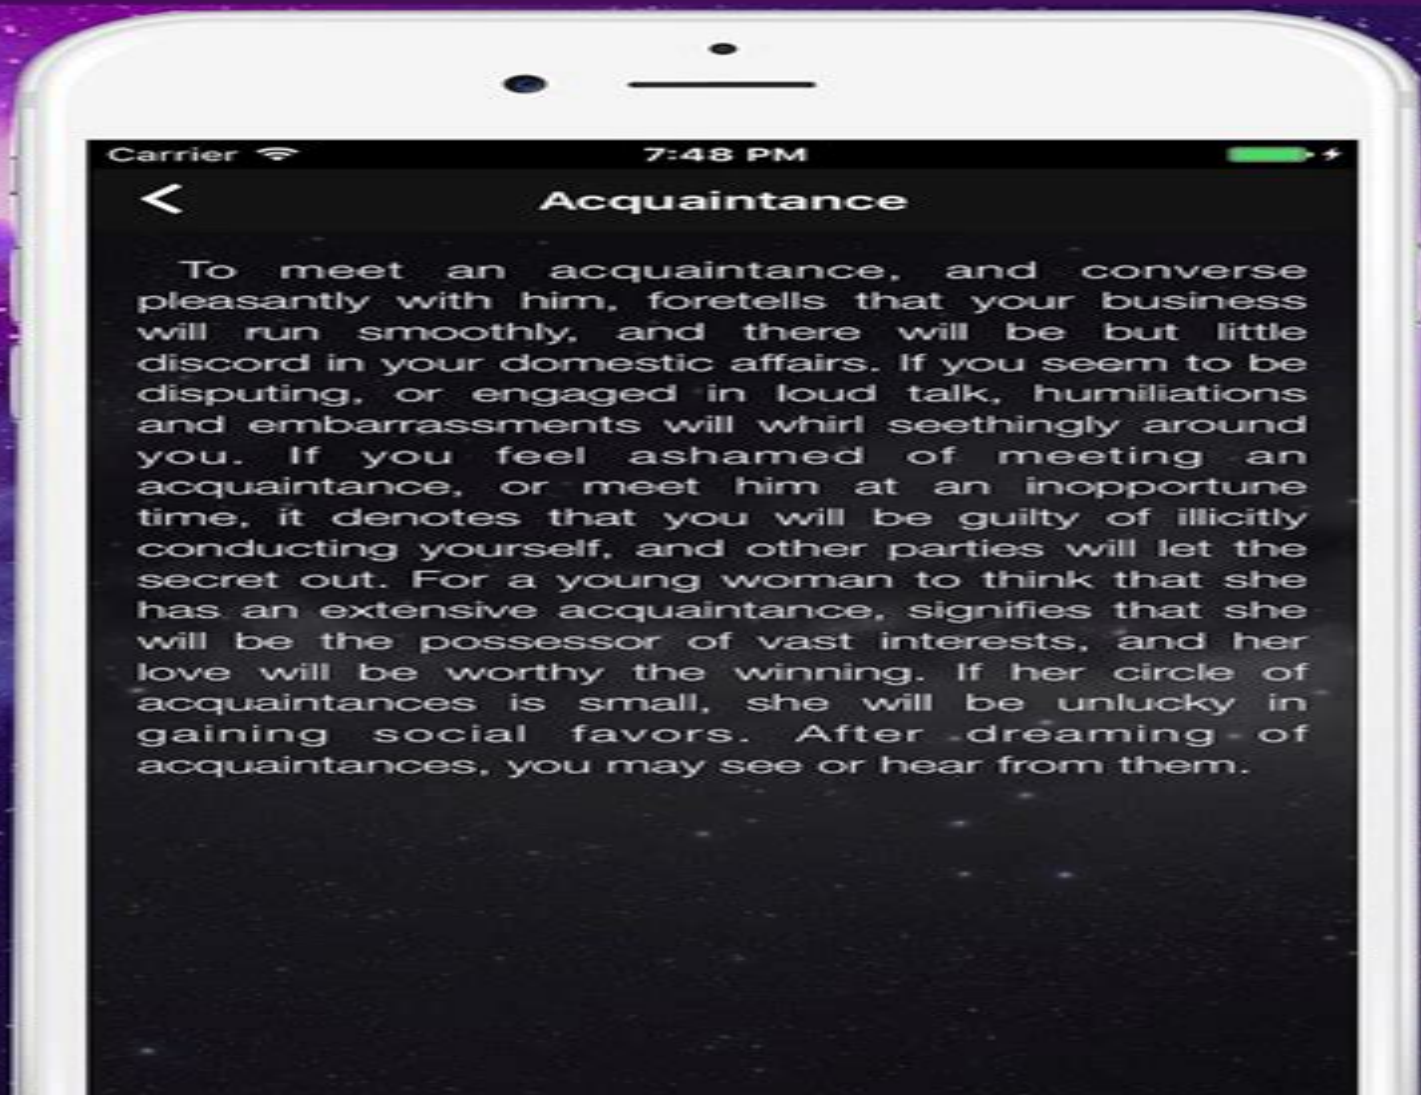 Carrier 7:48 PM
Acquaintance
To meet an acquaintance, and converse
pleasantly with him, foretells that your business
will run smoothly, and there will be but little
discord in your domestic affairs. If you seem to be
disputing, or engaged in loud talk, humiliations
and embarrassments will whirl seethingly around
you. If you feel ashamed of meeting an
acquaintance, or meet him at an inopportune
time, it denotes that you will be guilty of illicitly
conducting yourself, and other parties will let the
secret out. For a young woman to think that she
has an extensive acquaintance, signifies that she
will be the possessor of vast interests, and her
love will be worthy the winning. If her circle of
acquaintances is small, she will be unlucky in
gaining social favors. After dreaming of
acquaintances, you may see or hear from them.